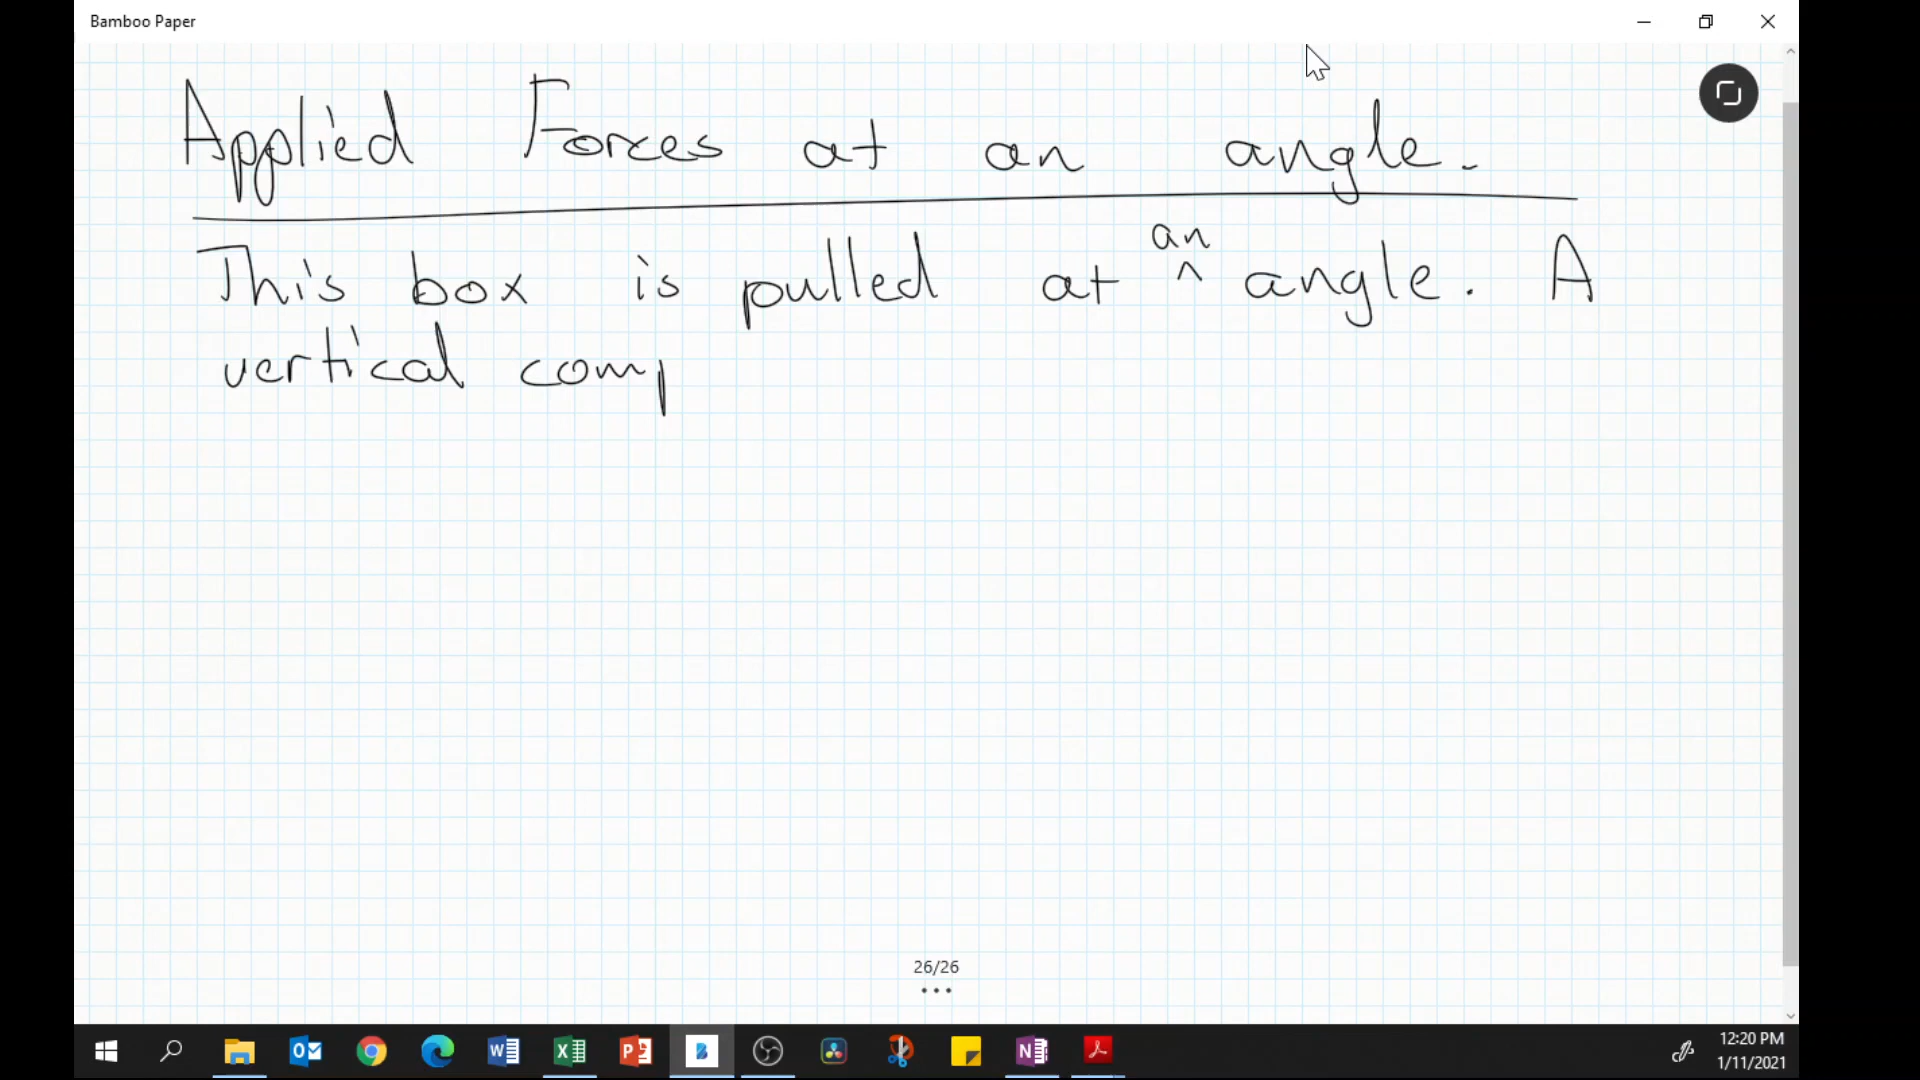 Bamboo Paper
Applied Forces at an angle.
This box is pulled at an ^ angle. A
vertical comp
26/26
12:20 PM
1/11/2021